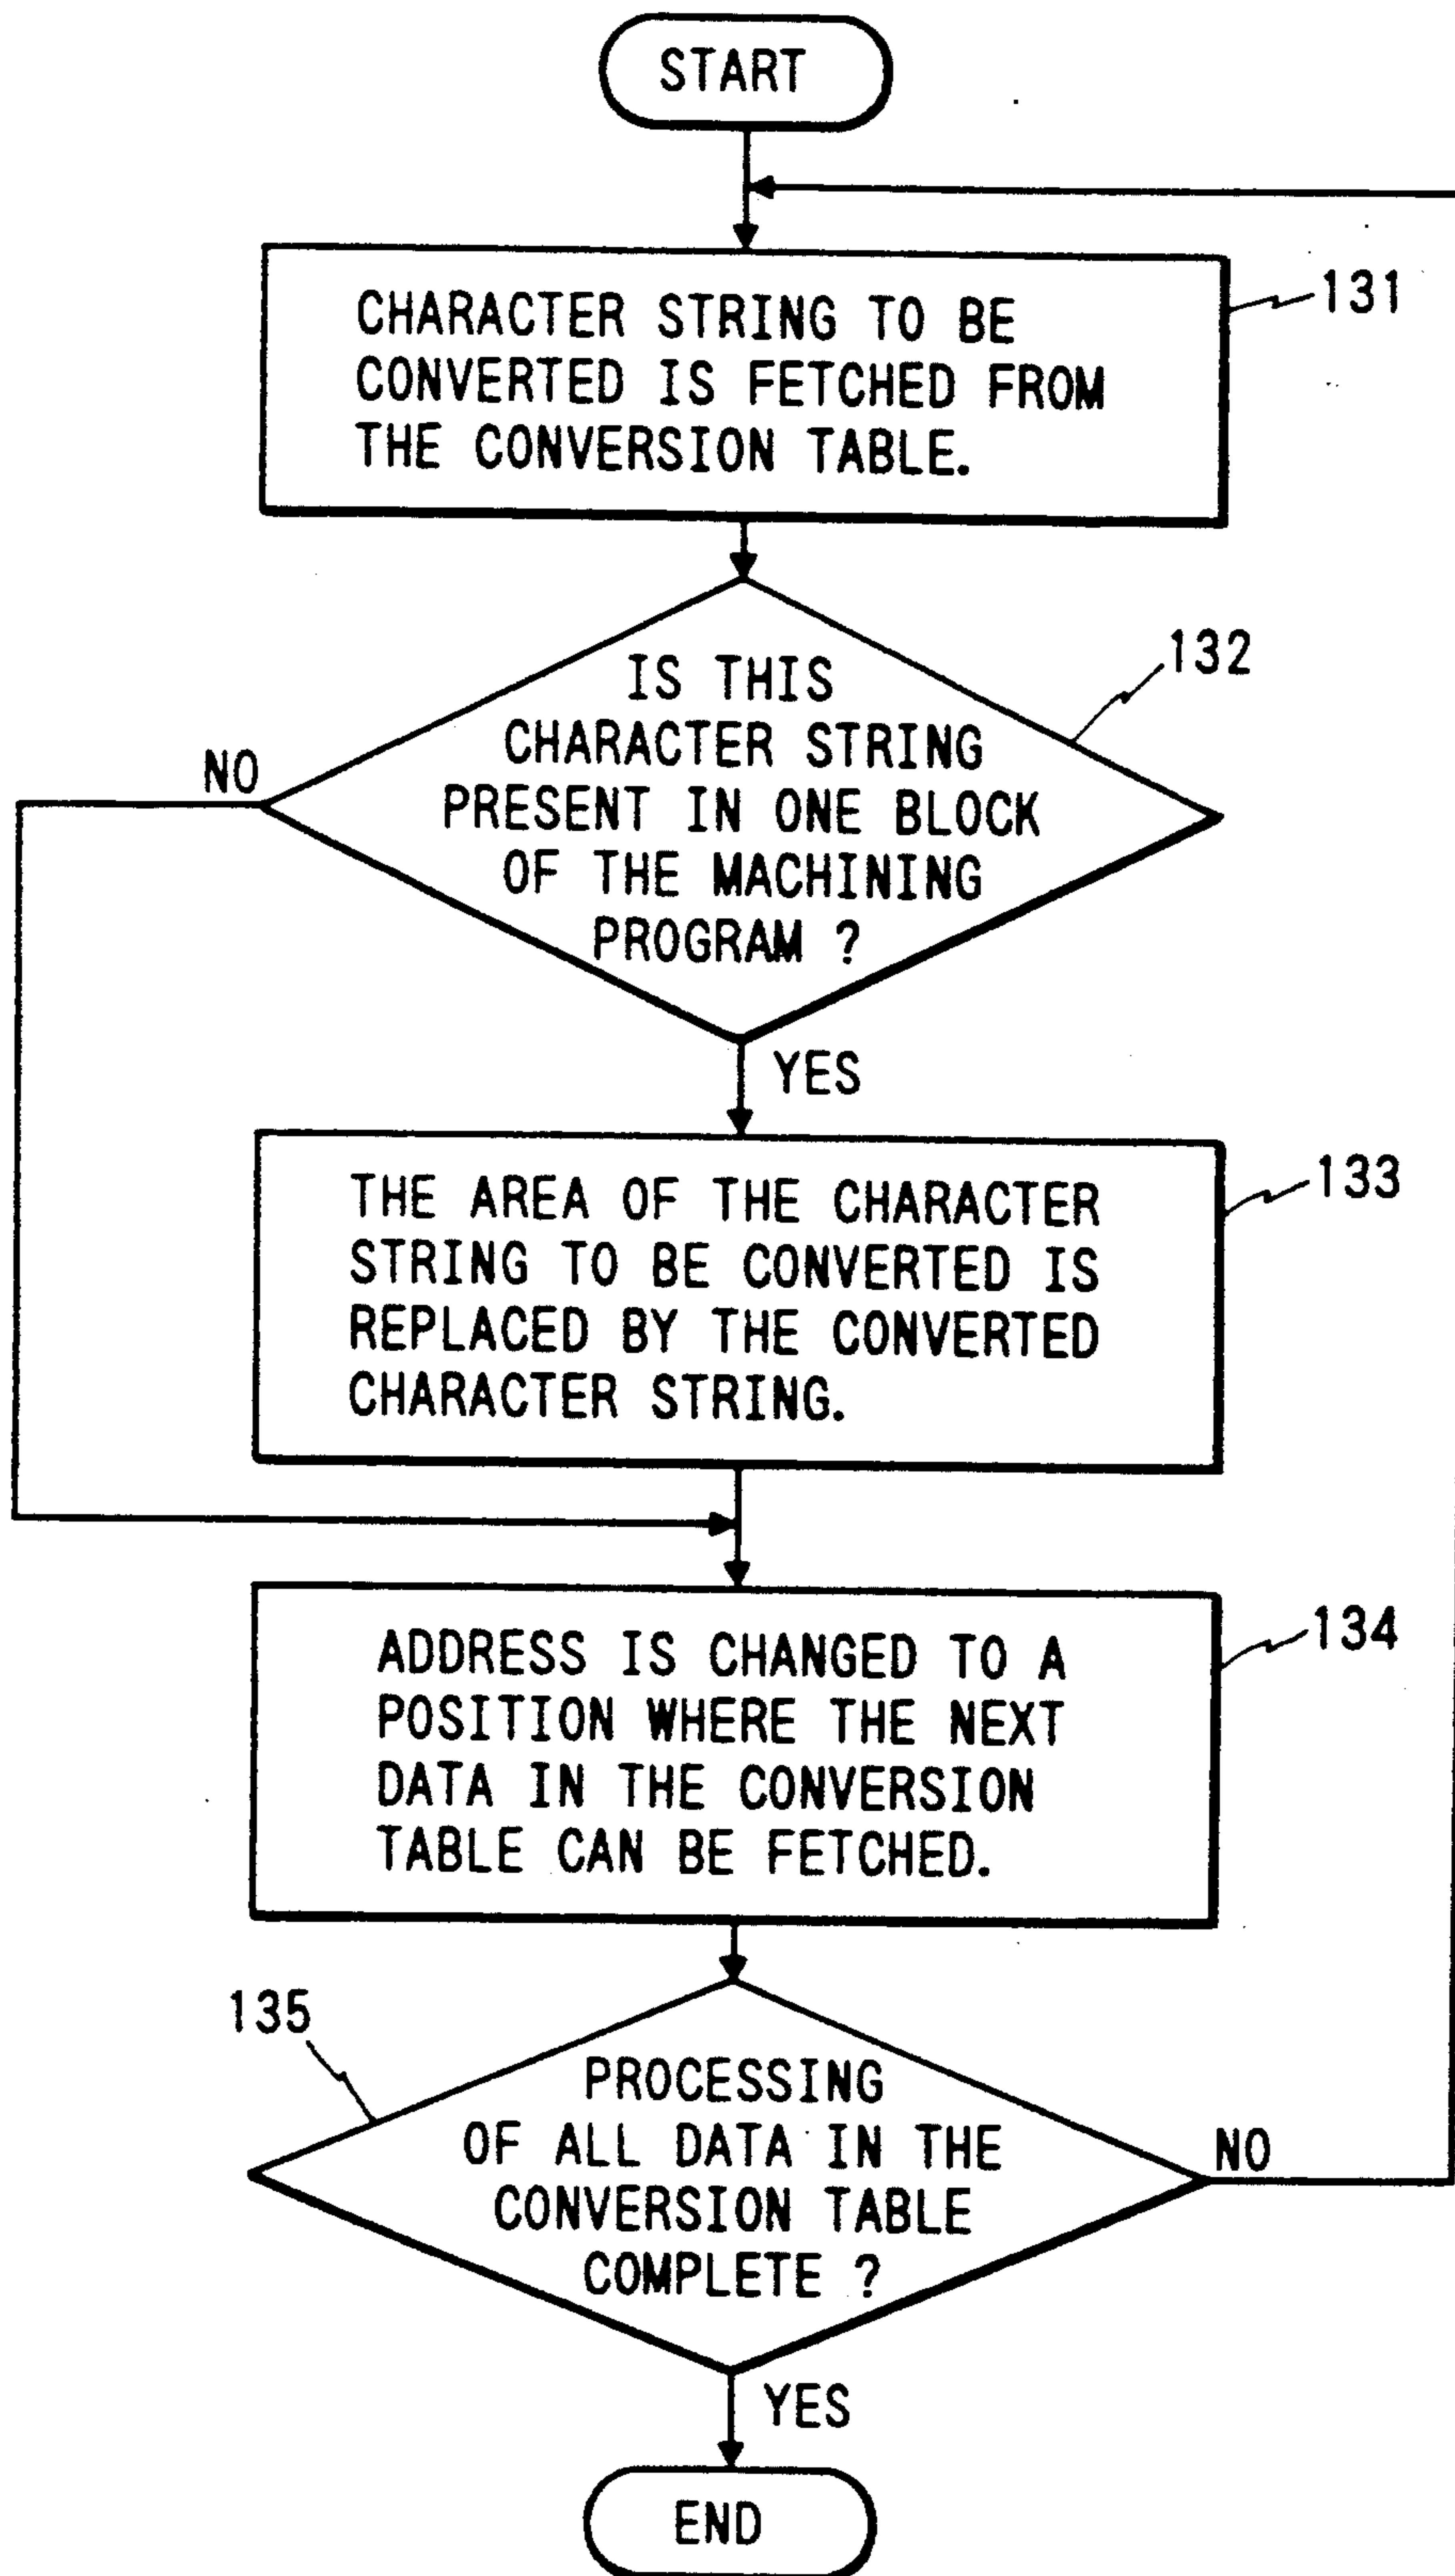 START
CHARACTER STRING TO BE
CONVERTED IS FETCHED FROM
THE CONVERSION TABLE.
131
IS THIS
CHARACTER STRING
PRESENT IN ONE BLOCK
OF THE MACHINING
PROGRAM ?
132
NO
YES
THE AREA OF THE CHARACTER
STRING TO BE CONVERTED IS
REPLACED BY THE CONVERTED
CHARACTER STRING.
133
ADDRESS IS CHANGED TO A
POSITION WHERE THE NEXT
DATA IN THE CONVERSION
TABLE CAN BE FETCHED.
134
135
PROCESSING
OF ALL DATA IN THE
CONVERSION TABLE
COMPLETE ?
NO
YES
END